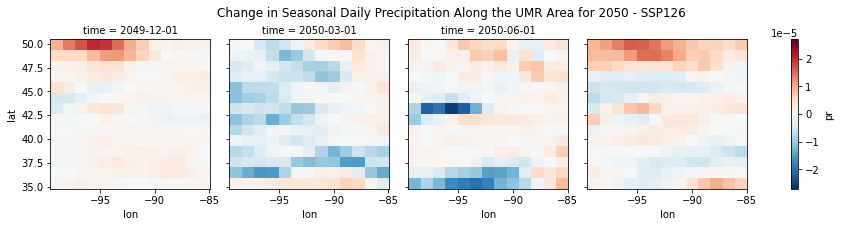 Change in Seasonal Daily Precipitation Along the UMR Area for 2050 - SSP126
time = 2049-12-01 time = 2050-03-01 time = 2050-06-01
1e−5
50.0
47.5
45.0
42.5
40.0
37.5
35.0
lat
−95 −90 −85 −95 −90 −85 −95 −90 −85 −95 −90 −85
lon lon lon lon
2
1
0
−1
−2
pr